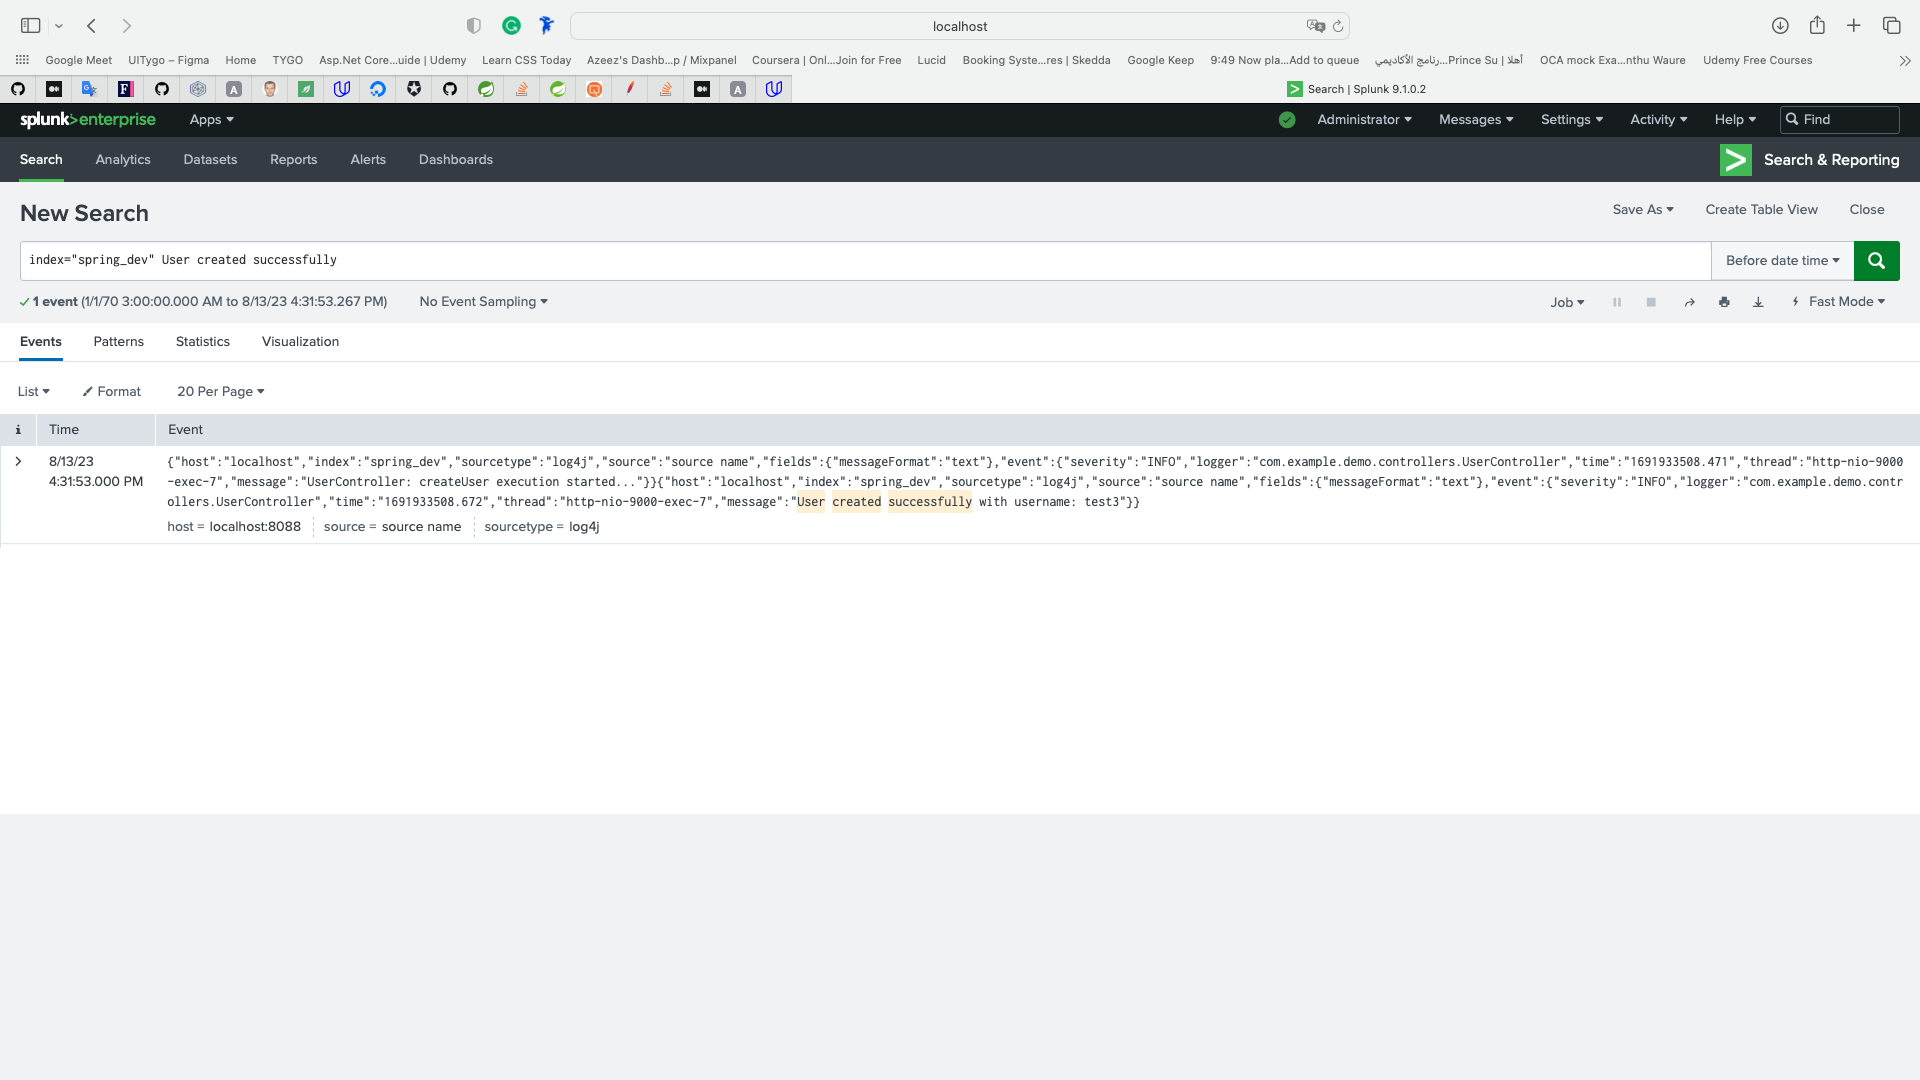 localhost
Google Meet UITygo – Figma Home TYGO Asp.Net Core...uide | Udemy Learn CSS Today Azeez's Dashb...p / Mixpanel Coursera | Onl...Join for Free Lucid Booking Syste...res | Skedda Google Keep 9:49 Now pla...Add to queue أهلا | Prince Su...رنامج الأكاديمي OCA mock Exa...nthu Waure Udemy Free Courses
Search | Splunk 9.1.0.2
splunk>enterprise Apps Administrator Messages Settings Activity Help Find
Search Analytics Datasets Reports Alerts Dashboards Search & Reporting
New Search Save As Create Table View Close
index="spring_dev" User created successfully Before date time
1 event (1/1/70 3:00:00.000 AM to 8/13/23 4:31:53.267 PM) No Event Sampling Job Fast Mode
Events Patterns Statistics Visualization
List Format 20 Per Page
i Time Event
8/13/23 {"host":"localhost","index":"spring_dev","sourcetype":"log4j","source":"source name","fields":{"messageFormat":"text"},"event":{"severity":"INFO","logger":"com.example.demo.controllers.UserController","time":"1691933508.471","thread":"http-nio-9000
4:31:53.000 PM -exec-7","message":"UserController: createUser execution started..."}}{"host":"localhost","index":"spring_dev","sourcetype":"log4j","source":"source name","fields":{"messageFormat":"text"},"event":{"severity":"INFO","logger":"com.example.demo.contr
ollers.UserController","time":"1691933508.672","thread":"http-nio-9000-exec-7","message":"User created successfully with username: test3"}}
host = localhost:8088 source = source name sourcetype = log4j